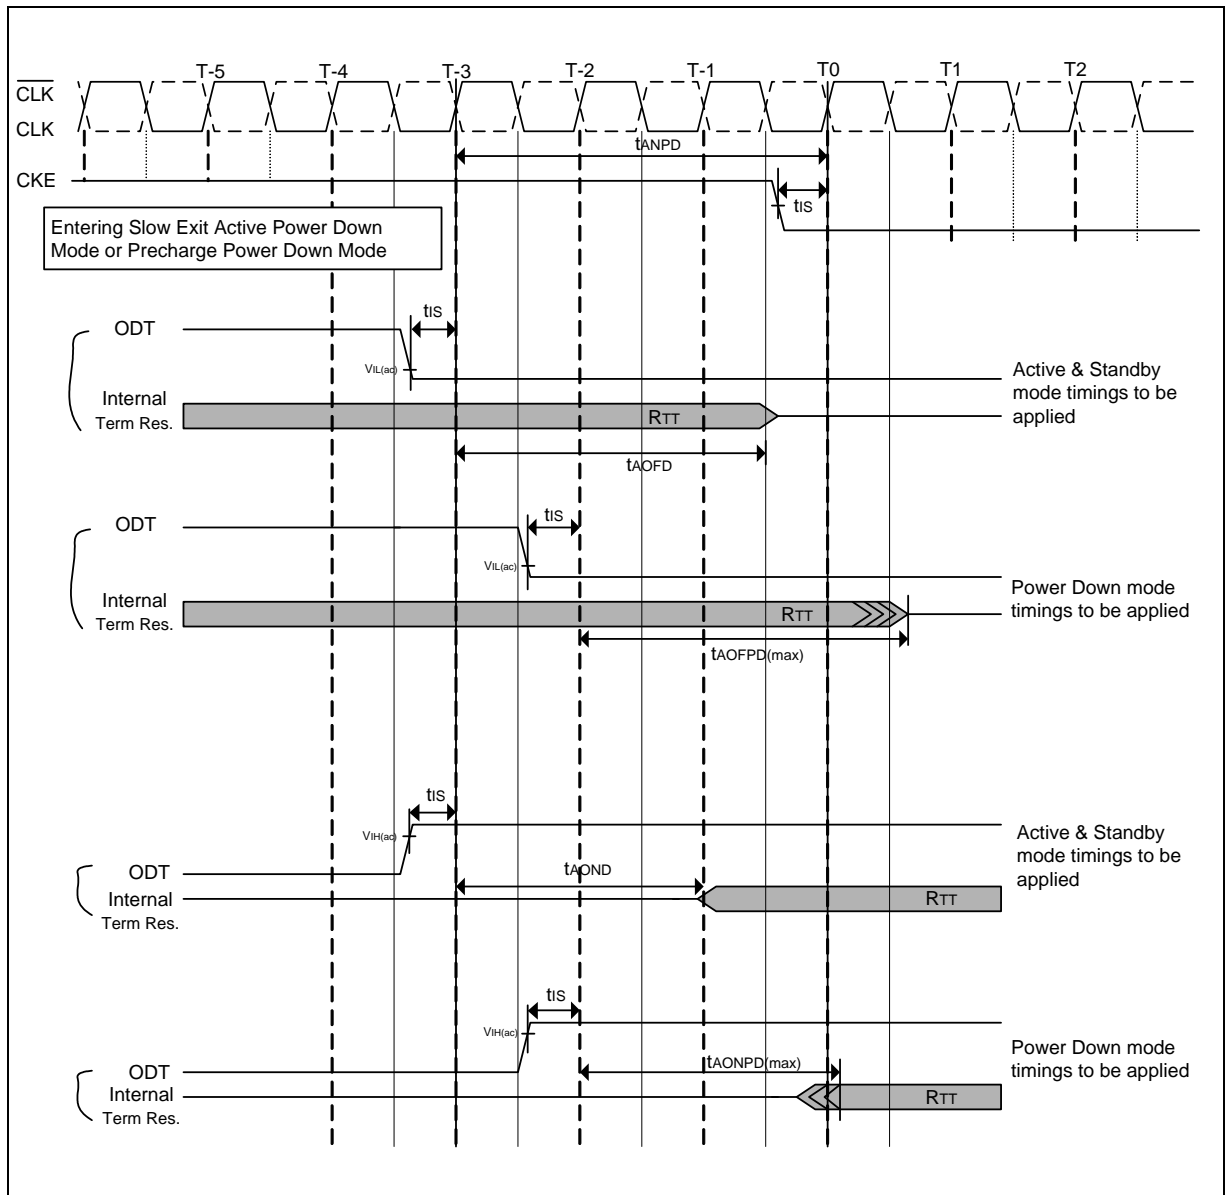 T-5 T-4 T-3 T-2 T-1 T0 T1 T2
CLK
CLK
tANPD
CKE
tIS
Entering Slow Exit Active Power Down
Mode or Precharge Power Down Mode
tIS
ODT
VIL(ac)
Active & Standby
mode timings to be
applied
Internal
Term Res.
RTT
tAOFD
tIS
ODT
VIL(ac)
Power Down mode
timings to be applied
Internal
Term Res.
RTT
tAOFPD(max)
tIS
VIH(ac)
Active & Standby
mode timings to be
applied
ODT
tAOND
Internal
Term Res.
RTT
tIS
VIH(ac)
Power Down mode
timings to be applied
ODT
tAONPD(max)
Internal
Term Res.
RTT